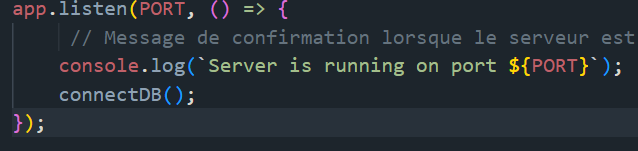 app.listen(PORT, () => {
// Message de confirmation lorsque le serveur est
console.log(`Server is running on port ${PORT}`);
connectDB();
});